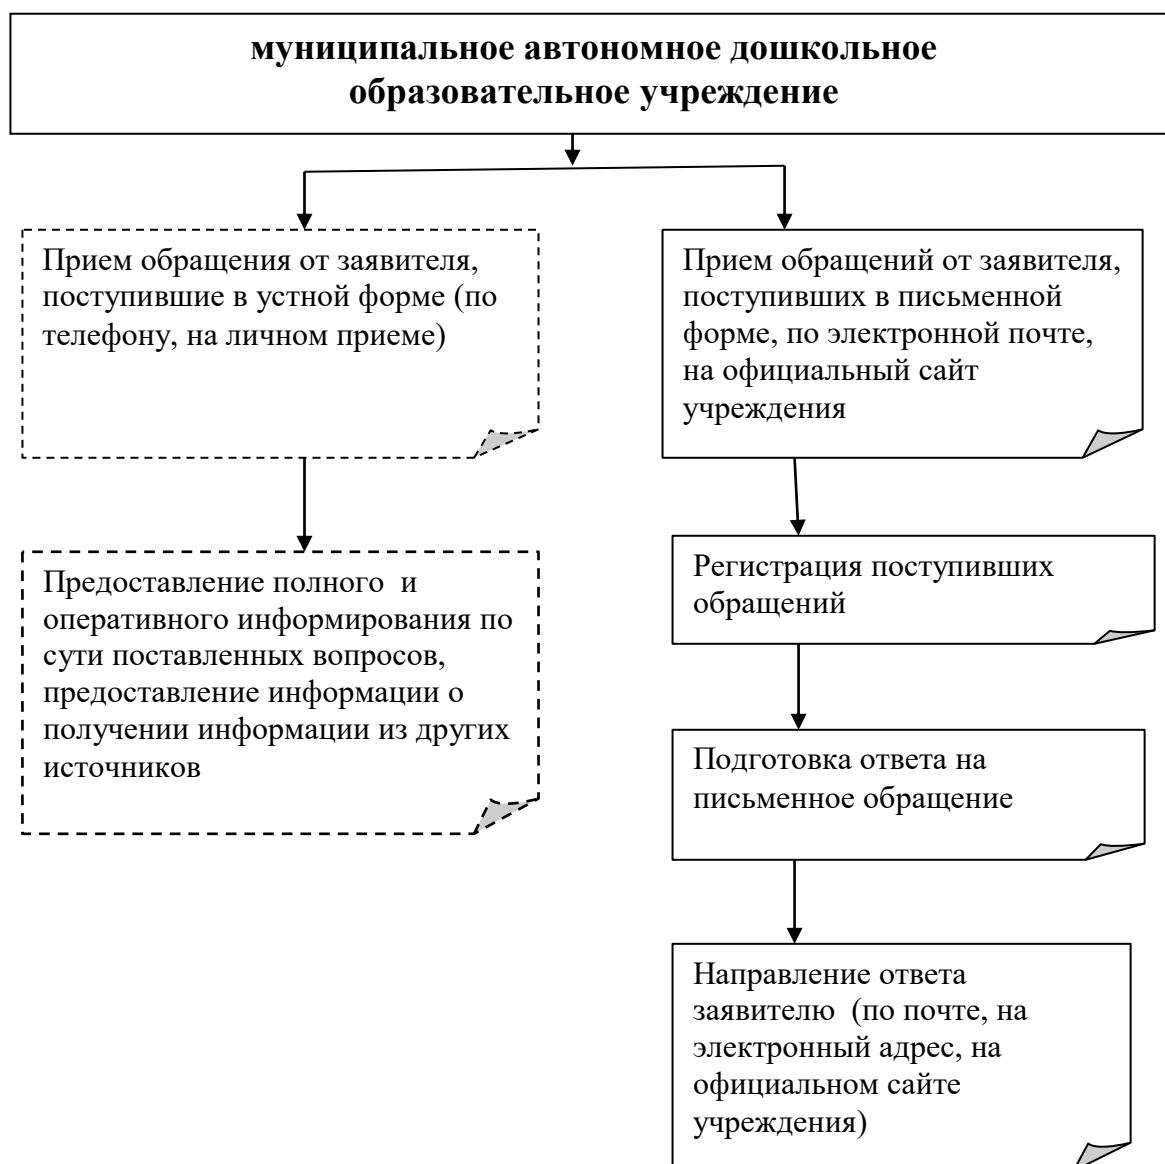 муниципальное автономное дошкольное
образовательное учреждение
Прием обращения от заявителя,
поступившие в устной форме (по
телефону, на личном приеме)
Прием обращений от заявителя,
поступивших в письменной
форме, по электронной почте,
на официальный сайт
учреждения
Предоставление полного  и
оперативного информирования по
сути поставленных вопросов,
предоставление информации о
получении информации из других
источников
Регистрация поступивших
обращений
Подготовка ответа на
письменное обращение
Направление ответа
заявителю  (по почте, на
электронный адрес, на
официальном сайте
учреждения)